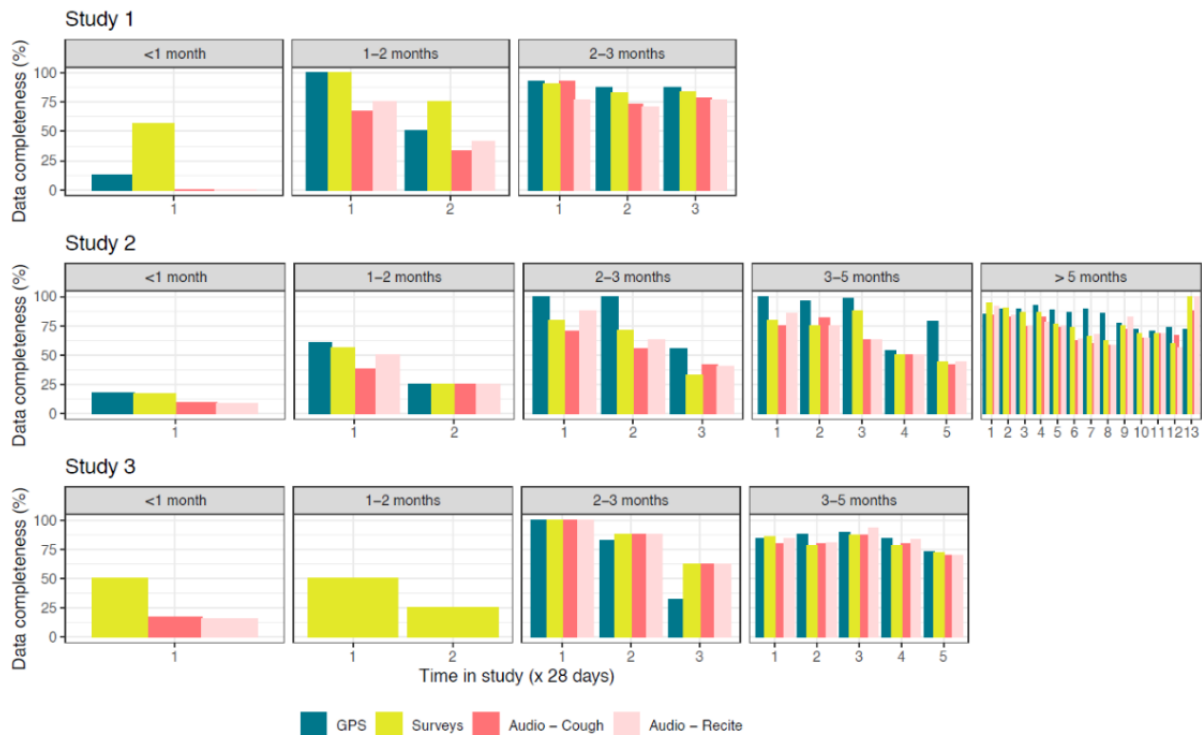 Study 1
<1 month 1–2 months 2–3 months
Data completeness (%)
100
75
50
25
0
1 1 2 1 2 3
Study 2
<1 month 1–2 months 2–3 months 3–5 months > 5 months
Data completeness (%)
100
75
50
25
0
1 1 2 1 2 3 1 2 3 4 5 1 2 3 4 5 6 7 8 9 10 11 12 13
Study 3
<1 month 1–2 months 2–3 months 3–5 months
Data completeness (%)
100
75
50
25
0
1 1 2 1 2 3 1 2 3 4 5
Time in study (x 28 days)
GPS Surveys Audio – Cough Audio – Recite